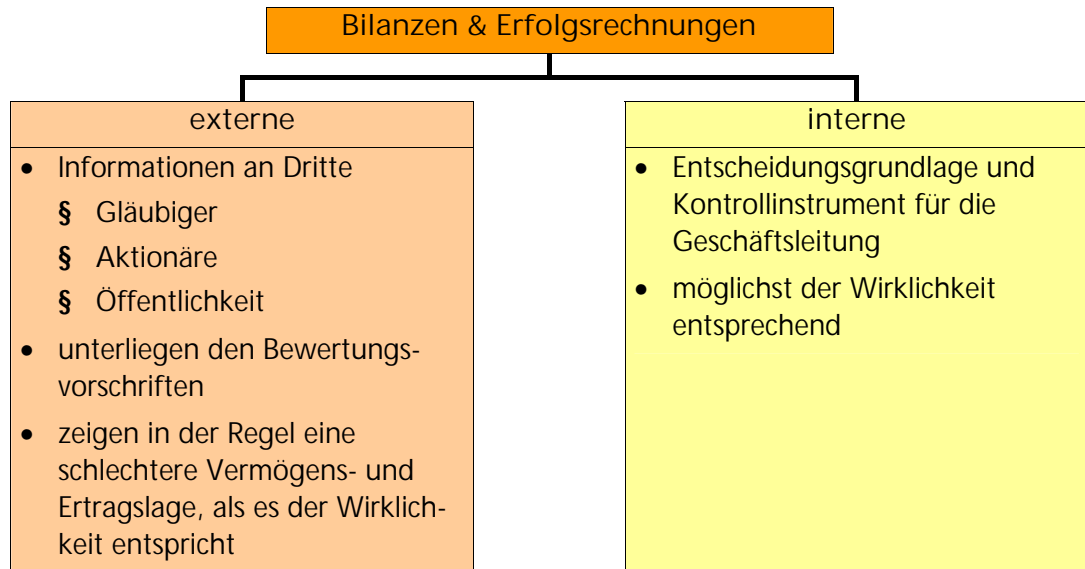 Bilanzen & Erfolgsrechnungen
externe
• Informationen an Dritte
§ Gläubiger
§ Aktionäre
§ Öffentlichkeit
• unterliegen den Bewertungs-
vorschriften
• zeigen in der Regel eine
schlechtere Vermögens- und
Ertragslage, als es der Wirklich-
keit entspricht
interne
• Entscheidungsgrundlage und
Kontrollinstrument für die
Geschäftsleitung
• möglichst der Wirklichkeit
entsprechend